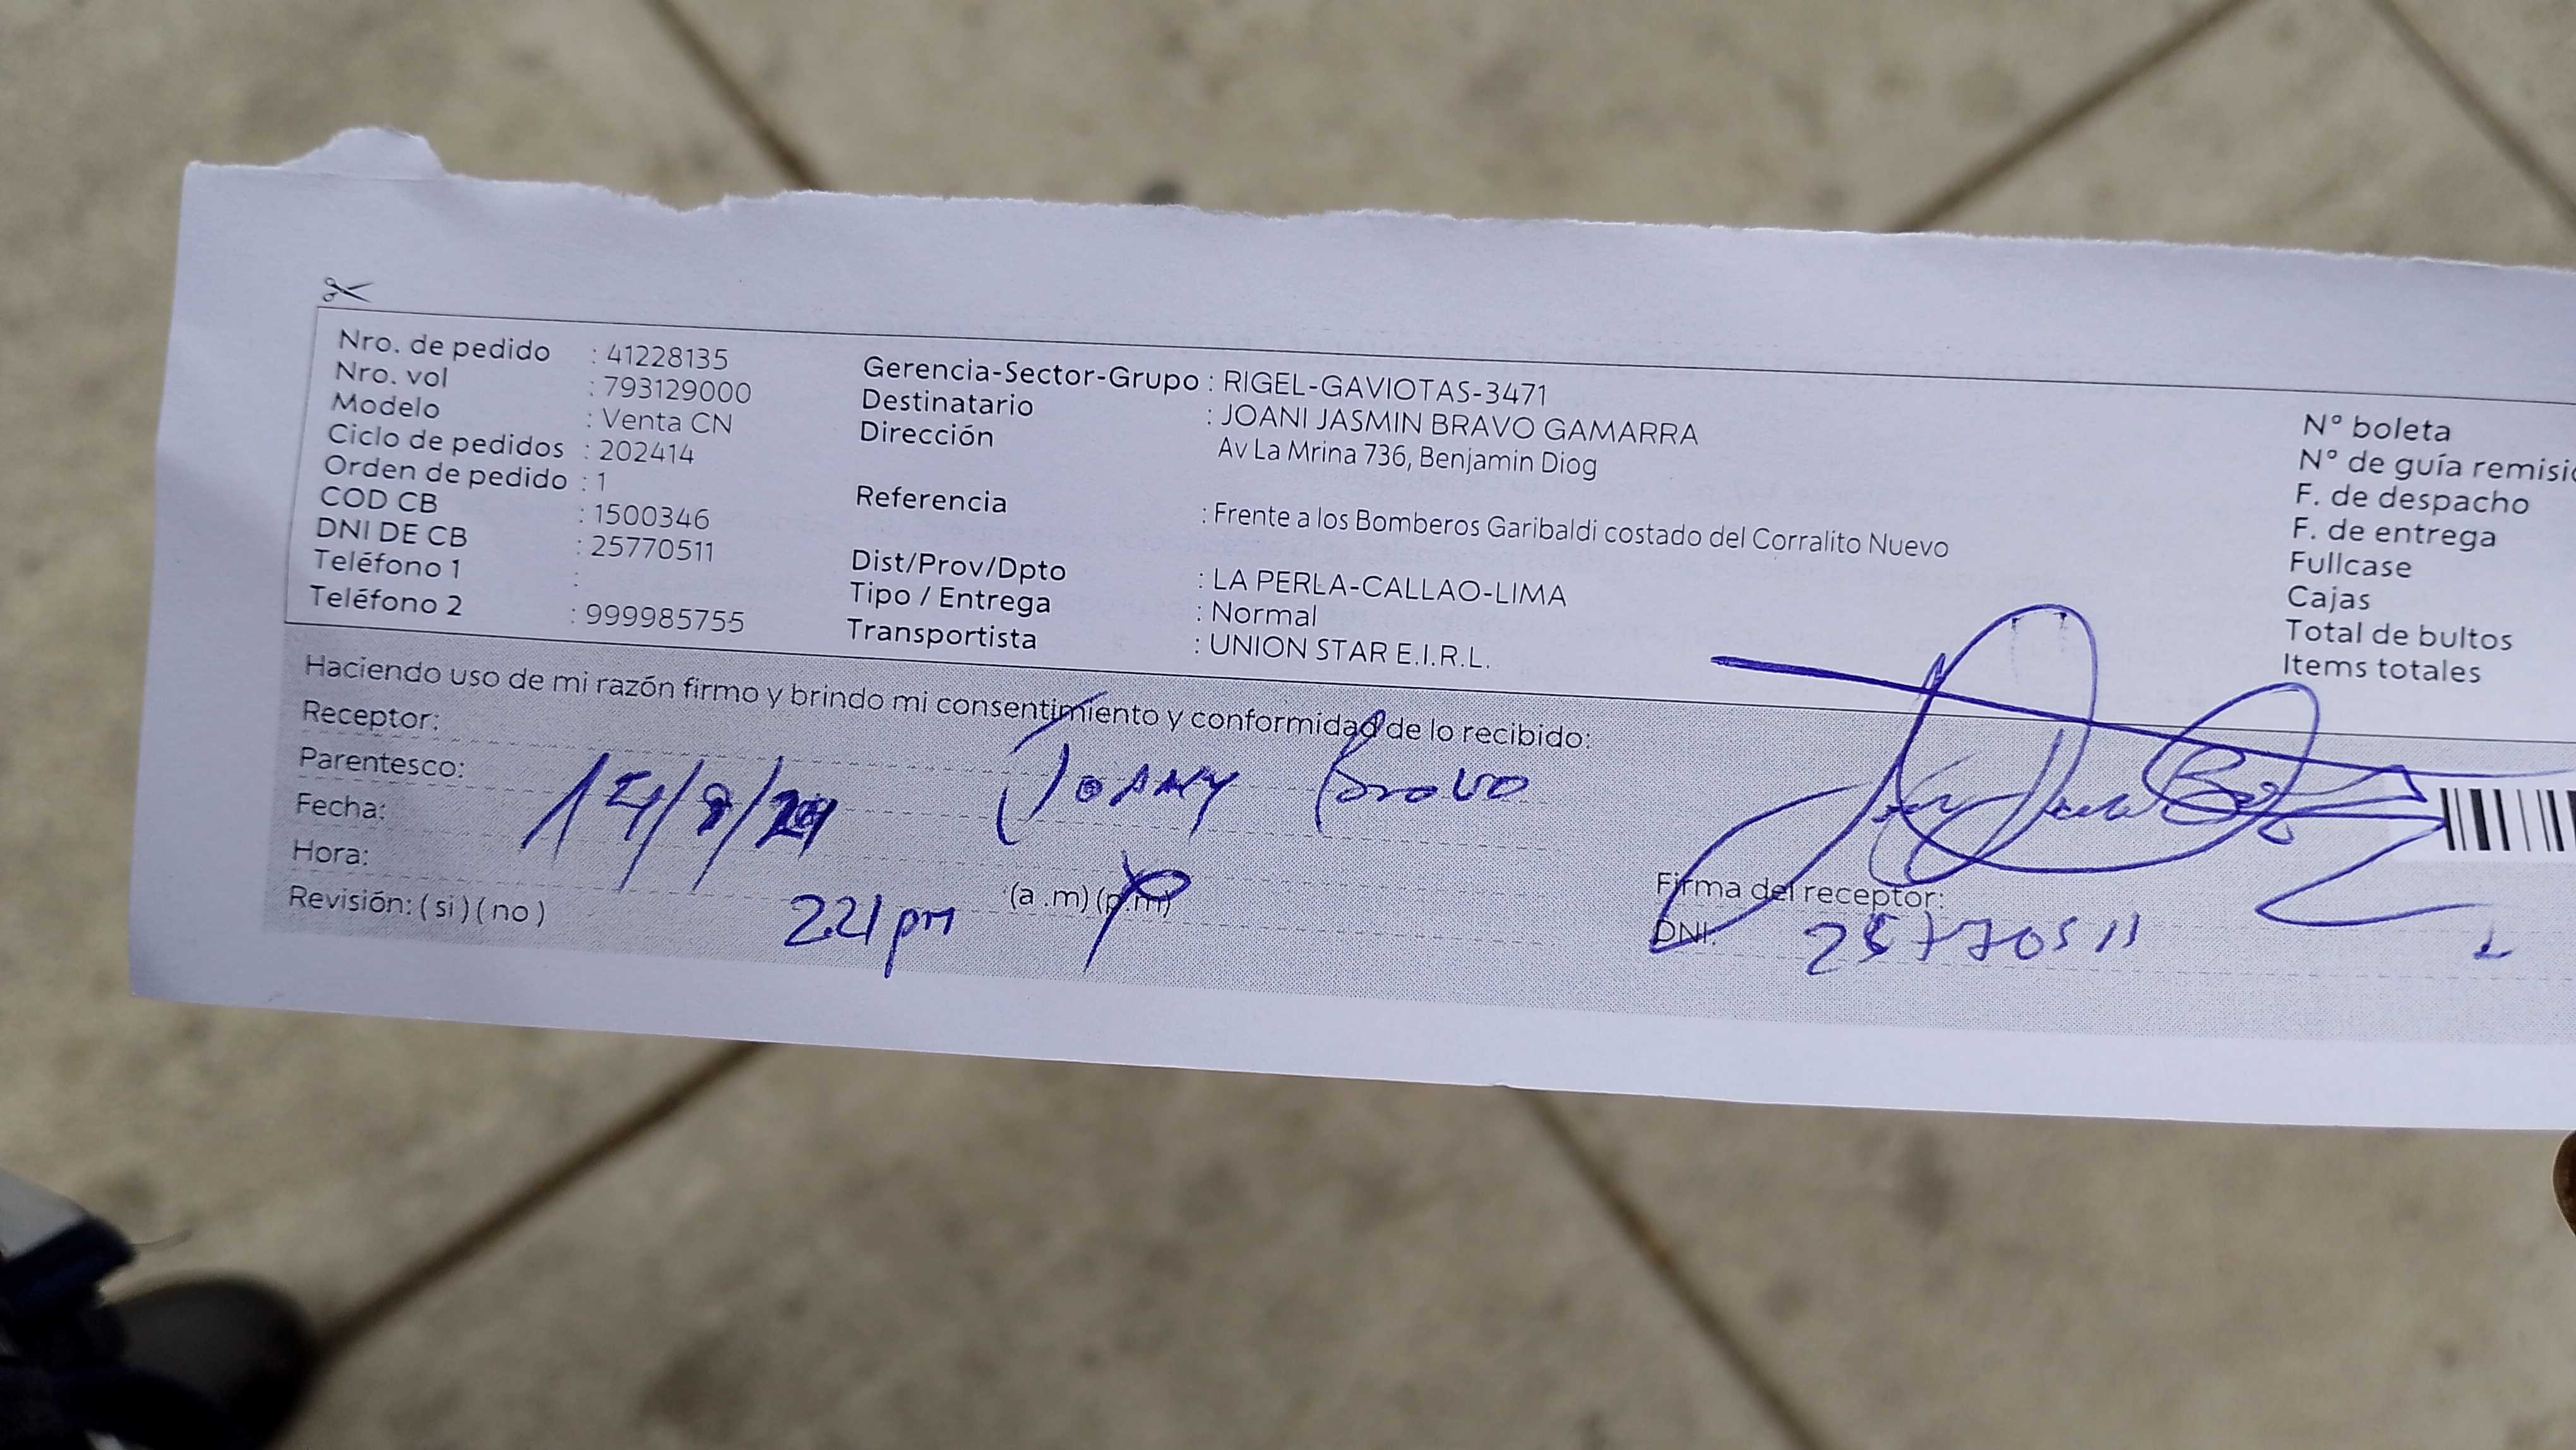 Nro. de pedido : 41228135
Nro. vol : 793129000
Modelo : Venta CN
Ciclo de pedidos : 202414
Orden de pedido : 1
COD CB : 1500346
DNI DE CB : 25770511
Teléfono 1 :
Teléfono 2 : 999985755
Gerencia-Sector-Grupo : RIGEL-GAVIOTAS-3471
Destinatario : JOANI JASMIN BRAVO GAMARRA
Dirección Av La Mrina 736, Benjamin Diog
Referencia : Frente a los Bomberos Garibaldi costado del Corralito Nuevo
Dist/Prov/Dpto : LA PERLA-CALLAO-LIMA
Tipo / Entrega : Normal
Transportista : UNION STAR E.I.R.L.
N° boleta
N° de guía remisió
F. de despacho
F. de entrega
Fullcase
Cajas
Total de bultos
Items totales
Haciendo uso de mi razón firmo y brindo mi consentimiento y conformidad de lo recibido:
Receptor: Joany Bravo
Parentesco:
Fecha: 14/8/24
Hora: 221 pm (a .m) (p.m)
Revisión: ( si ) ( no )
Firma del receptor:
DNI. 25770511